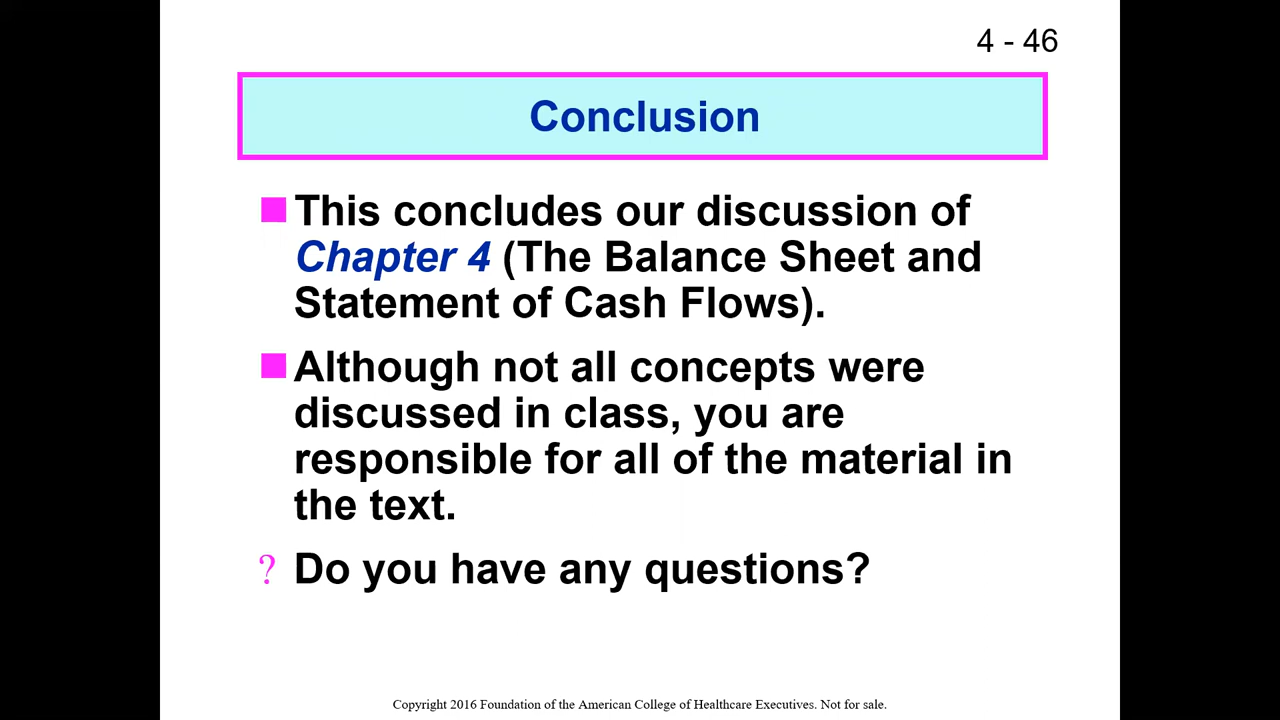 4 - 46
Conclusion
This concludes our discussion of
Chapter 4 (The Balance Sheet and
Statement of Cash Flows).
Although not all concepts were
discussed in class, you are
responsible for all of the material in
the text.
? Do you have any questions?
Copyright 2016 Foundation of the American College of Healthcare Executives. Not for sale.